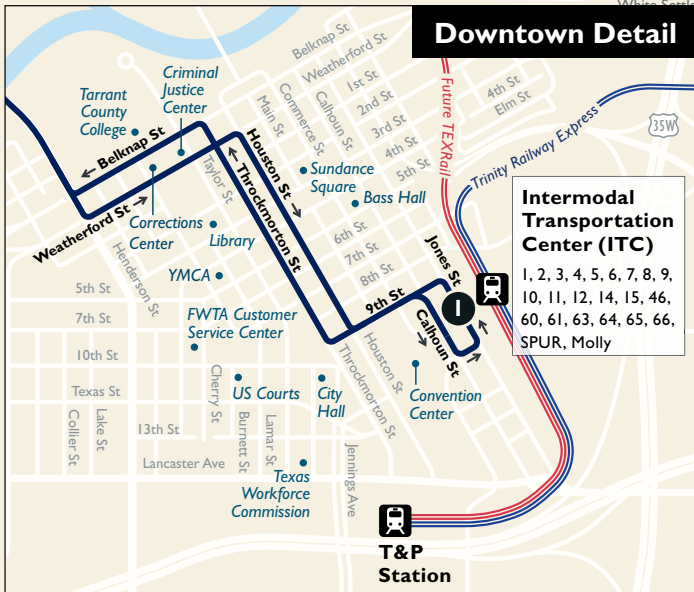 White Settle
Downtown Detail
Belknap St
Weatherford St
1st St
2nd St
3rd St
4th St
5th St
Main St
Commerce St
Calhoun St
4th St
Elm St
Future TEXRail
Trinity Railway Express
35W
Criminal
Justice
Center
Tarrant
County
College
Belknap St
Houston St
Taylor St
Throckmorton St
Sundance
Square
Bass Hall
Intermodal
Transportation
Center (ITC)
1, 2, 3, 4, 5, 6, 7, 8, 9,
10, 11, 12, 14, 15, 46,
60, 61, 63, 64, 65, 66,
SPUR, Molly
Weatherford St
Corrections
Center
Library
Henderson St
YMCA
6th St
7th St
8th St
Jones St
9th St
1
Calhoun St
5th St
7th St
10th St
Texas St
FWTA Customer
Service Center
Houston St
Throckmorton St
Convention
Center
US Courts
City
Hall
Cherry St
Burnett St
Lamar St
Collier St
Lake St
13th St
Lancaster Ave
Jennings Ave
Texas
Workforce
Commission
T&P
Station